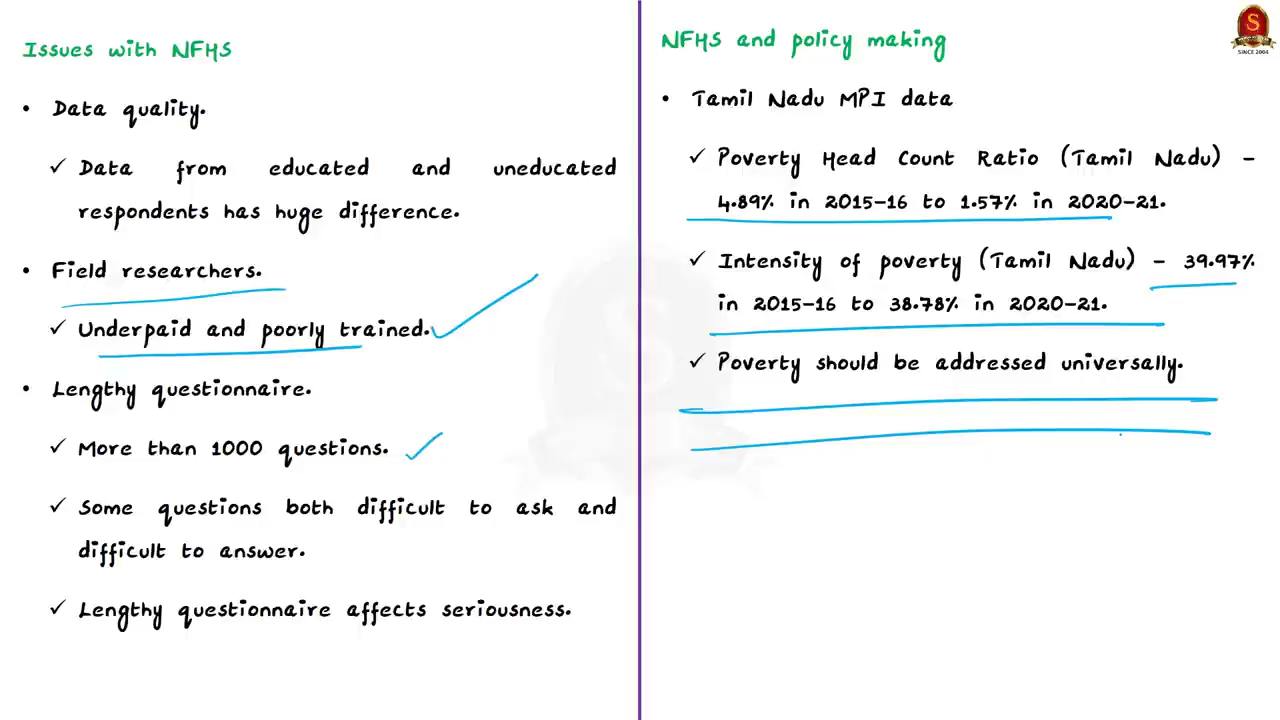 Issues with NFHS
• Data quality.
✓ Data from educated and uneducated
respondents has huge difference.
• Field researchers.
✓ Underpaid and poorly trained.
• Lengthy questionnaire.
✓ More than 1000 questions.
✓ Some questions both difficult to ask and
difficult to answer.
✓ Lengthy questionnaire affects seriousness.
NFHS and policy making
• Tamil Nadu MPI data
✓ Poverty Head Count Ratio (Tamil Nadu) -
4.89% in 2015-16 to 1.57% in 2020-21.
✓ Intensity of poverty (Tamil Nadu) - 39.97%
in 2015-16 to 38.78% in 2020-21.
✓ Poverty should be addressed universally.
S
SINCE 2004